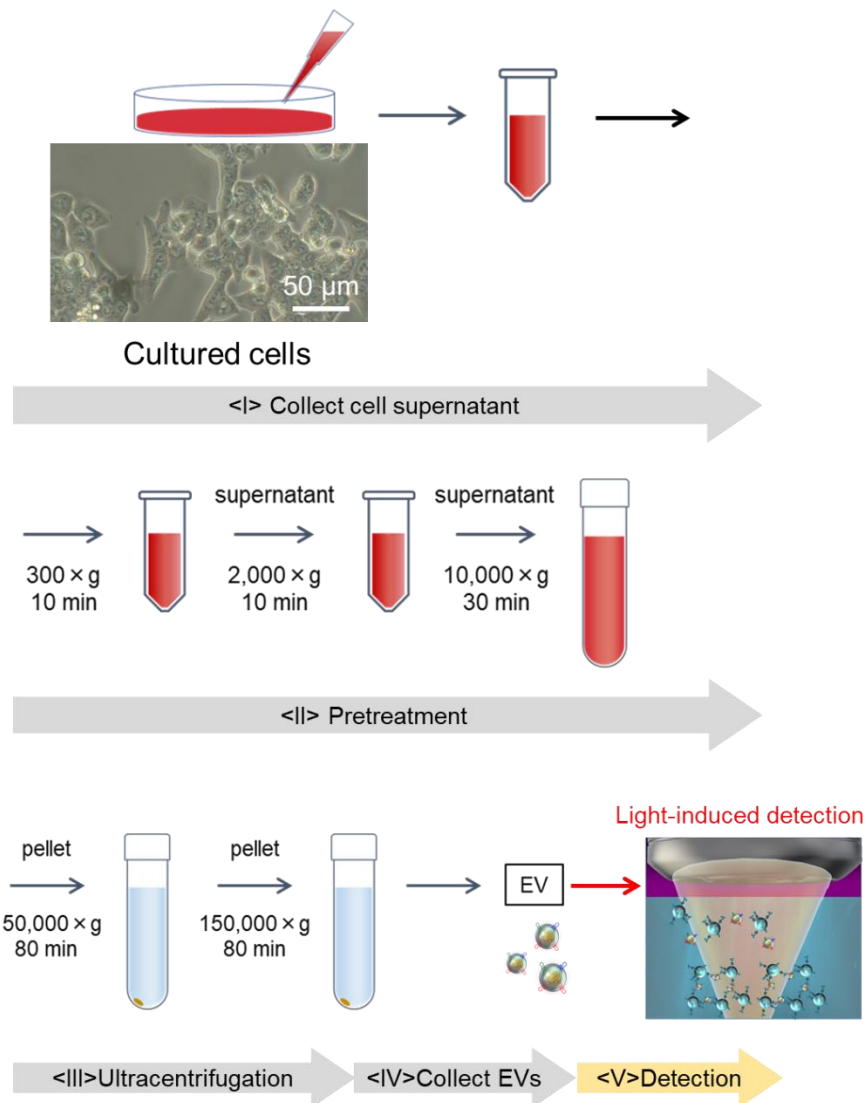 50 μm
Cultured cells
<I> Collect cell supernatant
supernatant
supernatant
300 × g
10 min
2,000 × g
10 min
10,000 × g
30 min
<II> Pretreatment
Light-induced detection
pellet
pellet
EV
50,000 × g
80 min
150,000 × g
80 min
<III>Ultracentrifugation
<IV>Collect EVs
<V>Detection